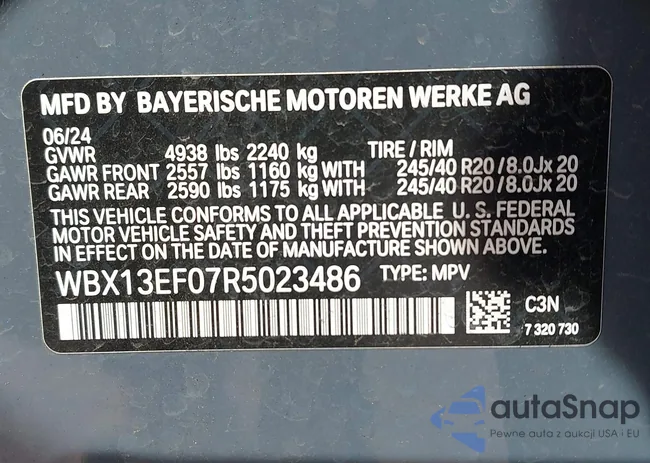 MFD BY BAYERISCHE MOTOREN WERKE AG
06/24
GVWR 4938 lbs 2240 kg TIRE / RIM
GAWR FRONT 2557 lbs 1160 kg WITH 245/40 R20 / 8.0Jx 20
GAWR REAR 2590 lbs 1175 kg WITH 245/40 R20 / 8.0Jx 20
THIS VEHICLE CONFORMS TO ALL APPLICABLE U. S. FEDERAL
MOTOR VEHICLE SAFETY AND THEFT PREVENTION STANDARDS
IN EFFECT ON THE DATE OF MANUFACTURE SHOWN ABOVE.
WBX13EF07R5023486 TYPE: MPV
C3N
7 320 730
autaSnap
Pewne auta z aukcji USA i EU